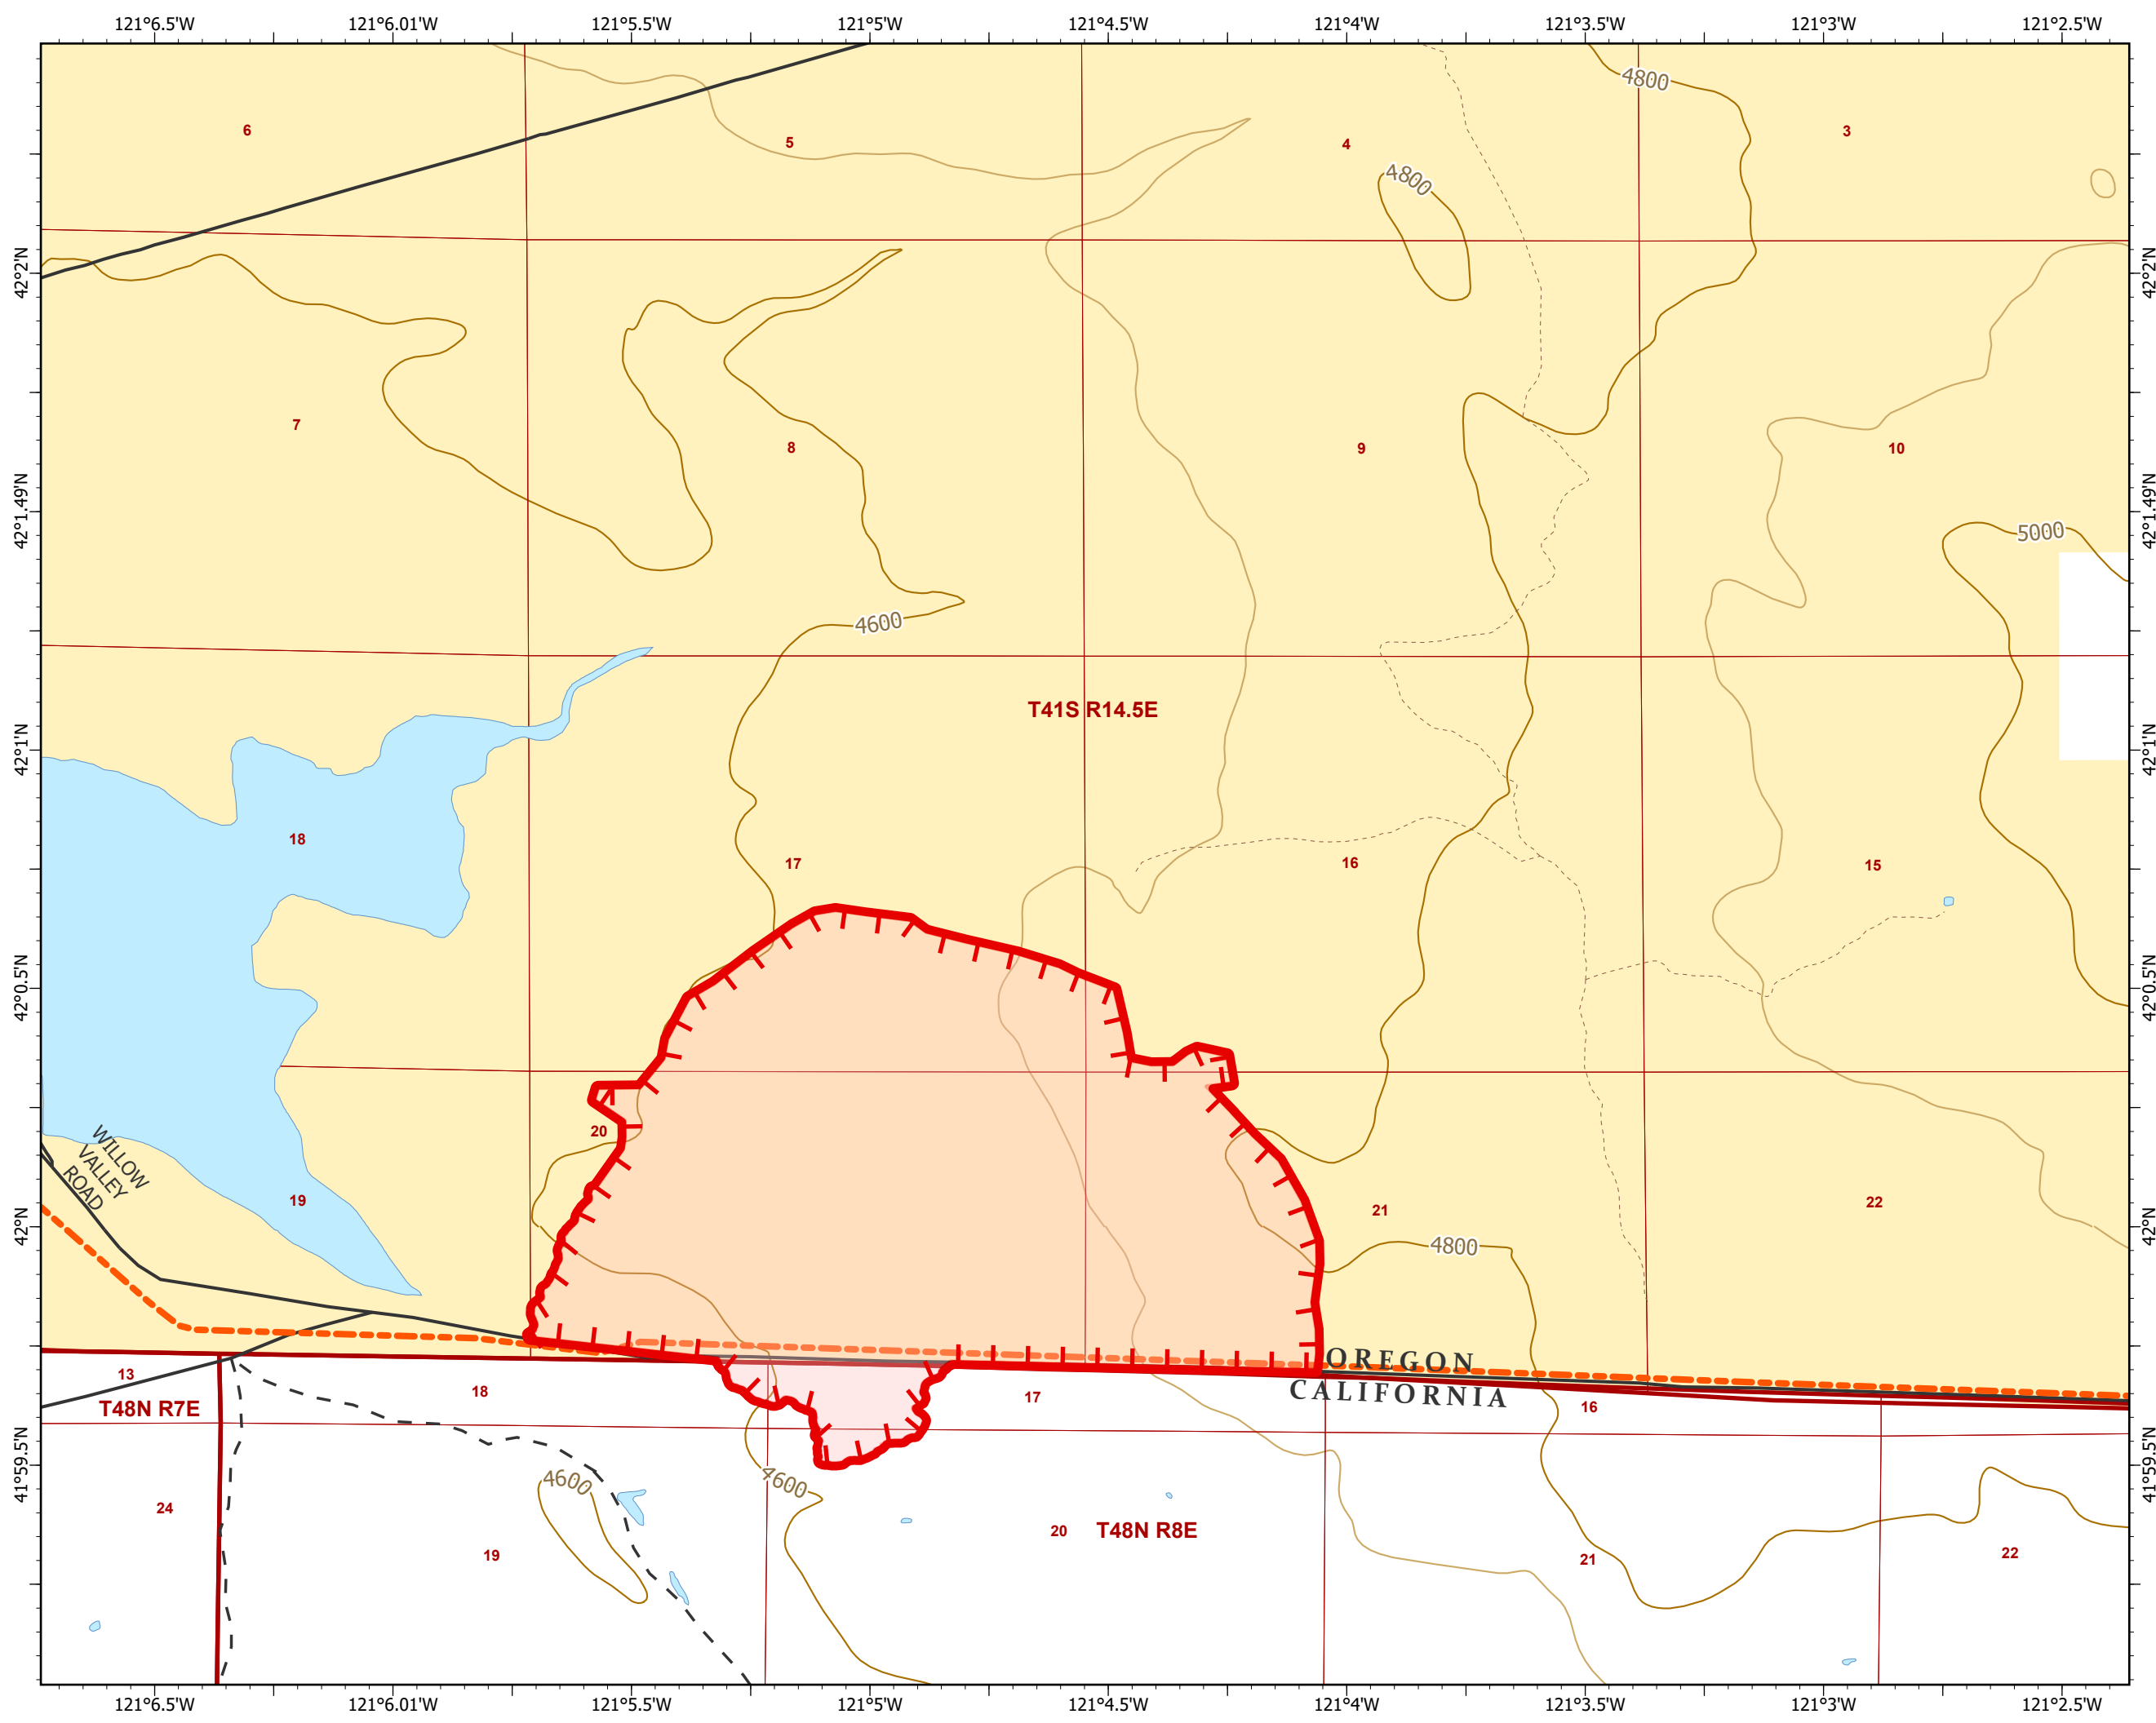 121°6.5'W 121°6.01'W 121°5.5'W 121°5'W 121°4.5'W 121°4'W 121°3.5'W 121°3'W 121°2.5'W
4800
6 5 4 3
4800
42°2'N 42°2'N
7 8 9 10
42°1.49'N 42°1.49'N
5000
4600
T41S R14.5E
42°1'N 42°1'N
18 17 16 15
42°0.5'N 42°0.5'N
20
WILLOW
VALLEY
ROAD
19 21 22
42°N 42°N
4800
OREGON
CALIFORNIA
13 18 17 16
T48N R7E
41°59.5'N 41°59.5'N
4600 4600
24 19 20 T48N R8E 21 22
121°6.5'W 121°6.01'W 121°5.5'W 121°5'W 121°4.5'W 121°4'W 121°3.5'W 121°3'W 121°2.5'W